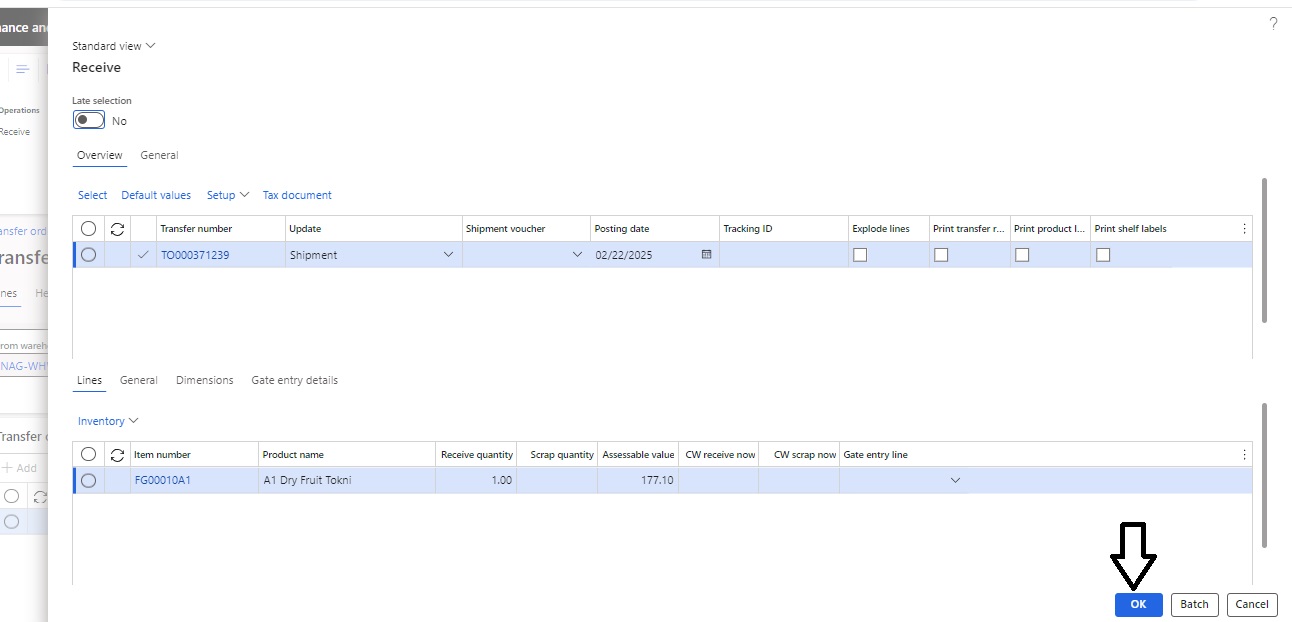 nance and
?
Standard view
Receive
Operations
Receive
Late selection
No
Overview General
Select Default values Setup Tax document
Transfer number Update Shipment voucher Posting date Tracking ID Explode lines Print transfer r... Print product l... Print shelf labels
TO000371239 Shipment 02/22/2025
ansfer ord
ransfe
nes He
rom wareh
NAG-WH
Lines General Dimensions Gate entry details
Inventory
Transfer o
+ Add
Item number Product name Receive quantity Scrap quantity Assessable value CW receive now CW scrap now Gate entry line
FG00010A1 A1 Dry Fruit Tokni 1.00 177.10
OK Batch Cancel